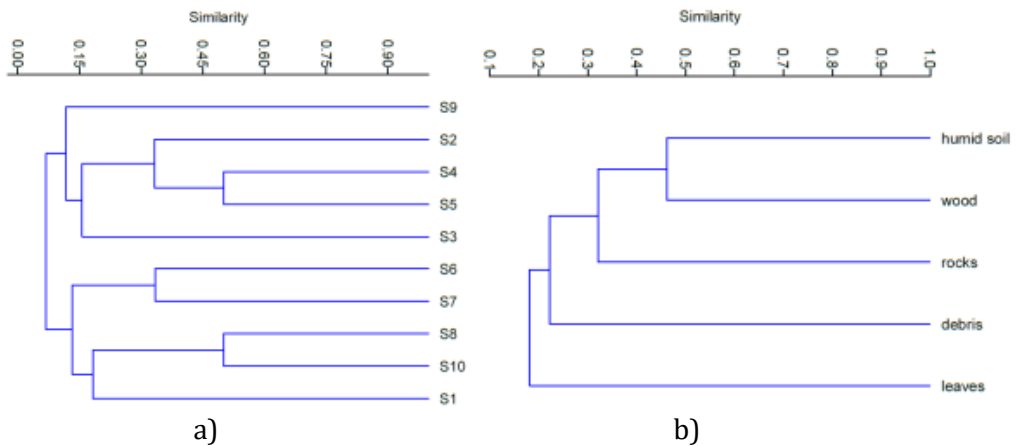 Similarity
0.00 0.15 0.30 0.45 0.60 0.75 0.90
S9
S2
S4
S5
S3
S6
S7
S8
S10
S1
a)
Similarity
0.1 0.2 0.3 0.4 0.5 0.6 0.7 0.8 0.9 1.0
humid soil
wood
rocks
debris
leaves
b)